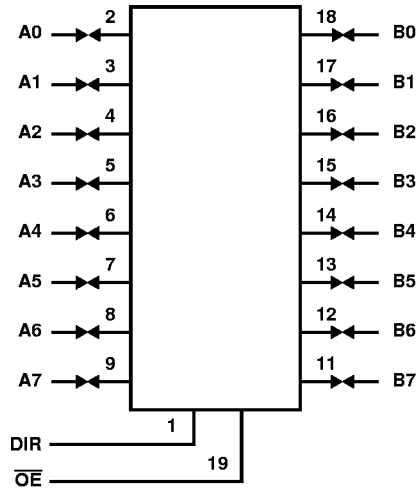 A0 2 18 B0
A1 3 17 B1
A2 4 16 B2
A3 5 15 B3
A4 6 14 B4
A5 7 13 B5
A6 8 12 B6
A7 9 11 B7
DIR 1
O̅E̅ 19